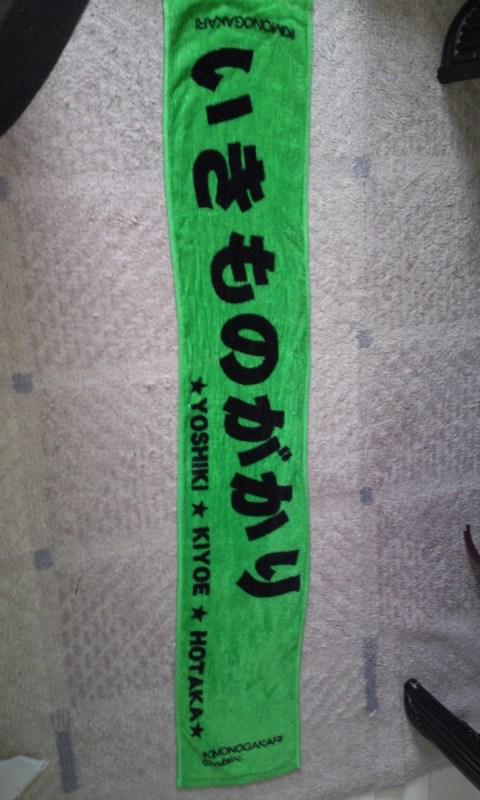 IKIMONOGAKARI
いきものがかり
★YOSHIKI ★ KIYOE ★ HOTAKA★
IKIMONOGAKARI